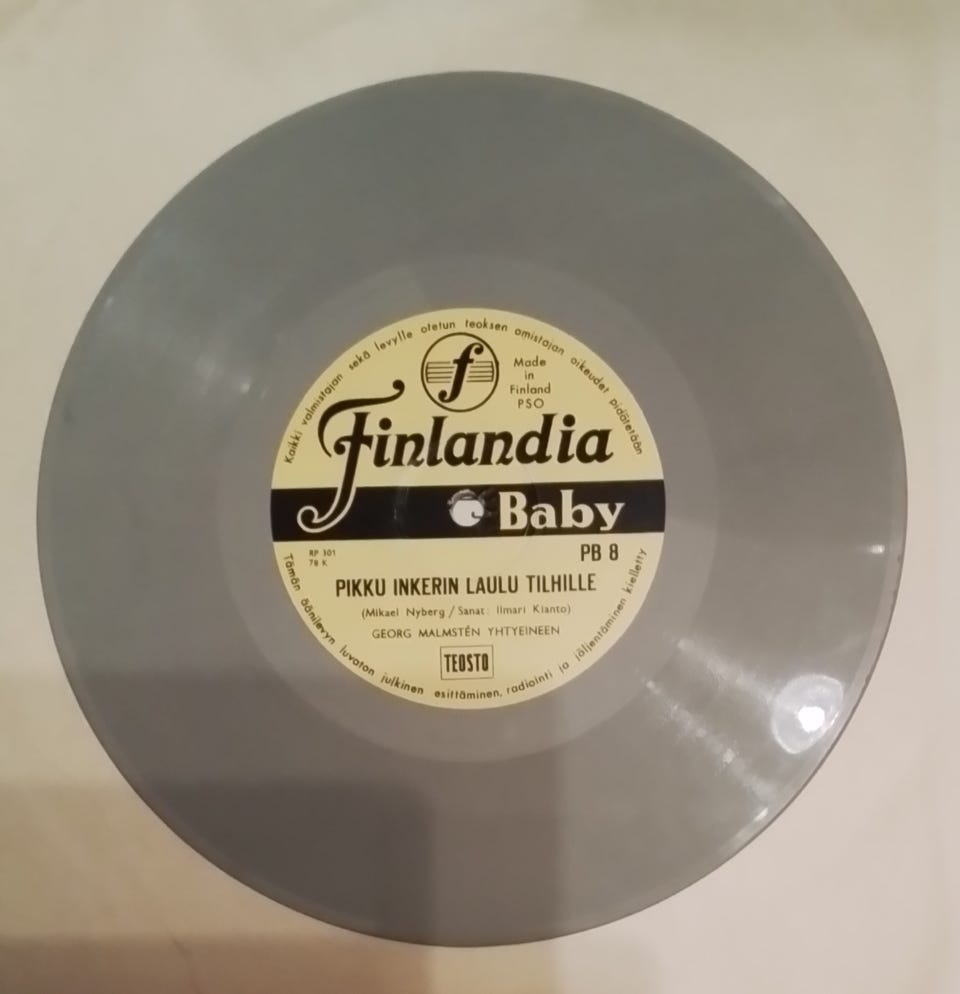 Kaikki valmistajan sekä levylle otetun teoksen omistajan oikeudet pidätetään
f
Made
in
Finland
PSO
Finlandia
Baby
PB 8
RP 301
78 K
PIKKU INKERIN LAULU TILHILLE
(Mikael Nyberg / Sanat: Ilmari Kianto)
GEORG MALMSTÉN YHTYEINEEN
TEOSTO
Tämän äänilevyn luvaton julkinen esittäminen, radiointi ja jäljentäminen kielletty